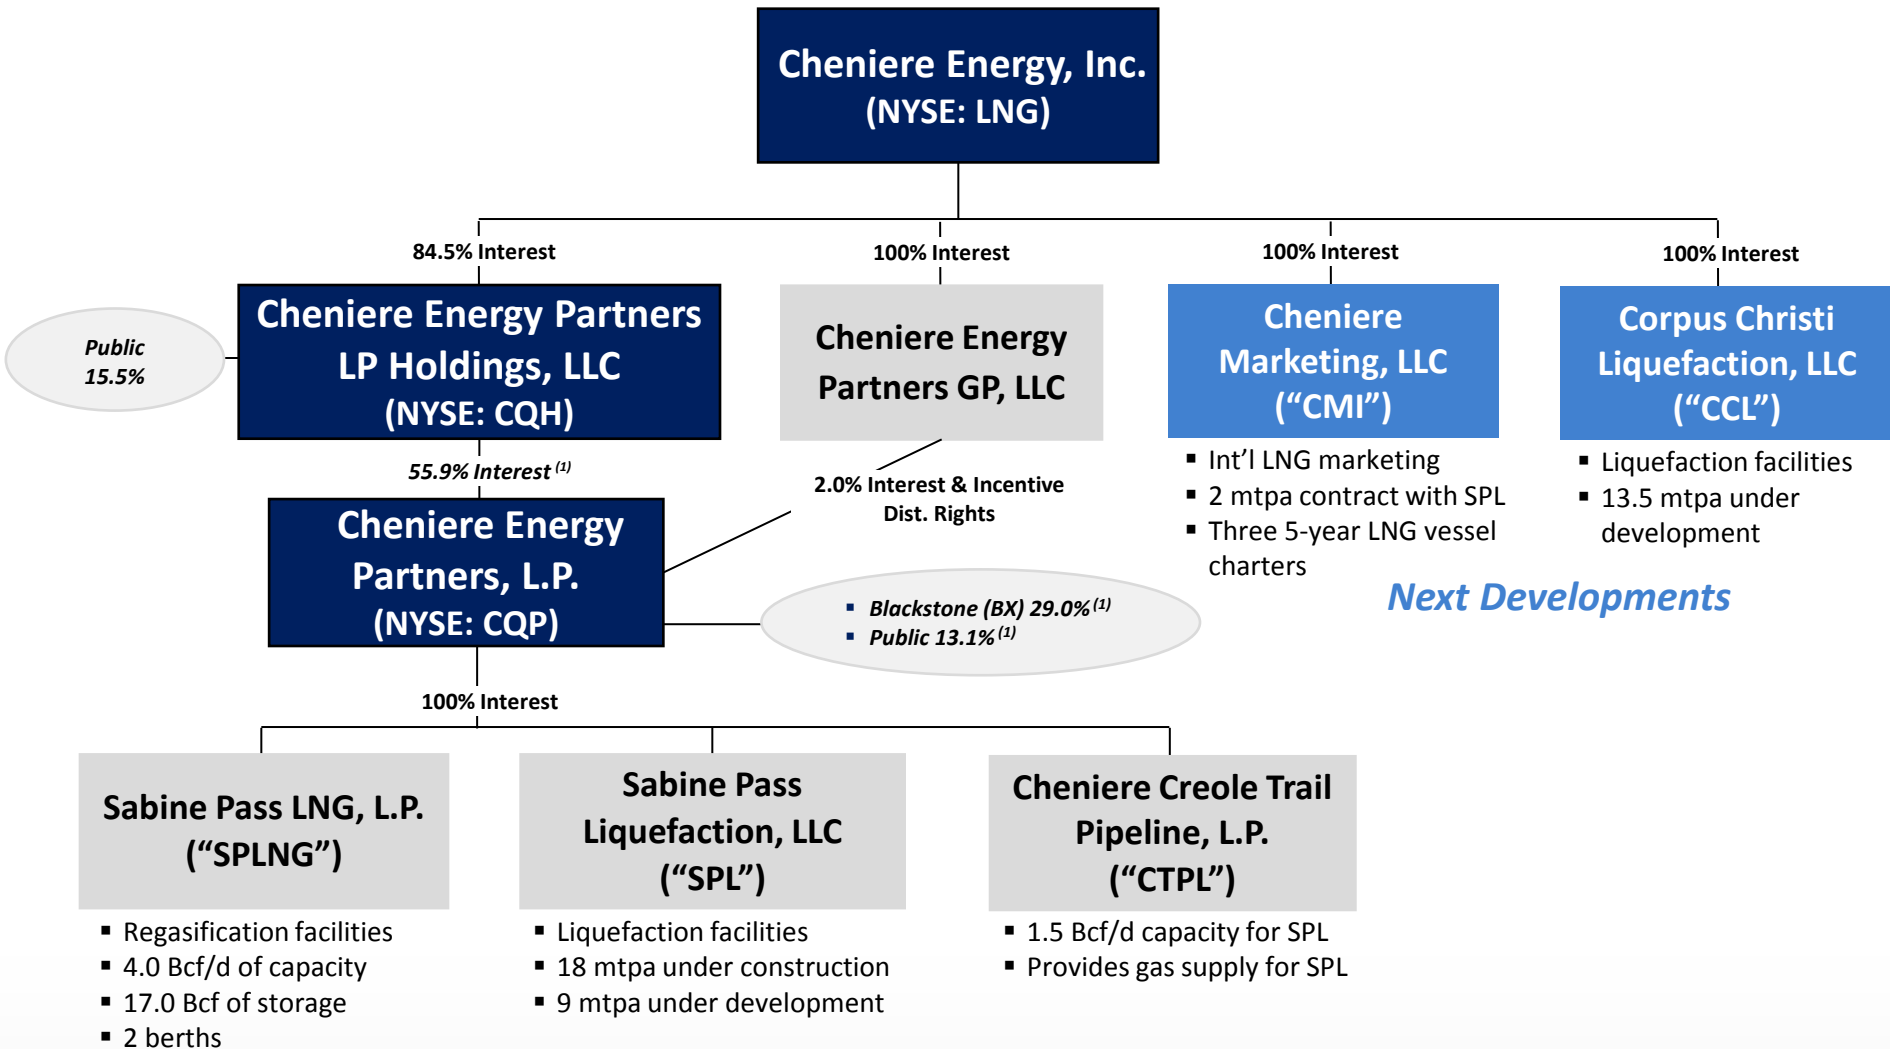 Cheniere Energy, Inc.
(NYSE: LNG)
84.5% Interest
100% Interest
100% Interest
100% Interest
Public
15.5%
Cheniere Energy Partners
LP Holdings, LLC
(NYSE: CQH)
Cheniere Energy
Partners GP, LLC
Cheniere
Marketing, LLC
(“CMI”)
Corpus Christi
Liquefaction, LLC
(“CCL”)
▪ Int’l LNG marketing
▪ 2 mtpa contract with SPL
▪ Three 5-year LNG vessel
charters
▪ Liquefaction facilities
▪ 13.5 mtpa under
development
55.9% Interest (1)
2.0% Interest & Incentive
Dist. Rights
Cheniere Energy
Partners, L.P.
(NYSE: CQP)
▪ Blackstone (BX) 29.0% (1)
▪ Public 13.1% (1)
Next Developments
100% Interest
Sabine Pass LNG, L.P.
(“SPLNG”)
Sabine Pass
Liquefaction, LLC
(“SPL”)
Cheniere Creole Trail
Pipeline, L.P.
(“CTPL”)
▪ Regasification facilities
▪ 4.0 Bcf/d of capacity
▪ 17.0 Bcf of storage
▪ 2 berths
▪ Liquefaction facilities
▪ 18 mtpa under construction
▪ 9 mtpa under development
▪ 1.5 Bcf/d capacity for SPL
▪ Provides gas supply for SPL